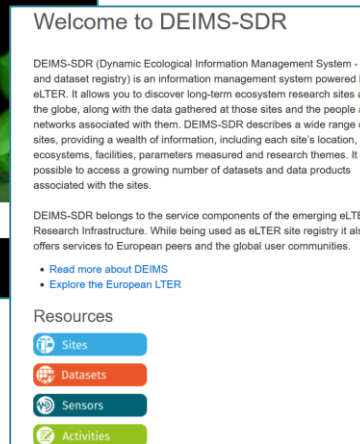 Welcome to DEIMS-SDR
DEIMS-SDR (Dynamic Ecological Information Management System -
and dataset registry) is an information management system powered
eLTER. It allows you to discover long-term ecosystem research sites
the globe, along with the data gathered at those sites and the people
networks associated with them. DEIMS-SDR describes a wide range
sites, providing a wealth of information, including each site's location,
ecosystems, facilities, parameters measured and research themes. It
possible to access a growing number of datasets and data products
associated with the sites.
DEIMS-SDR belongs to the service components of the emerging
Research Infrastructure. While being used as eLTER site registry it
offers services to European peers and the global user communities.
• Read more about DEIMS
• Explore the European LTER
Resources
Sites
Datasets
Sensors
Activities